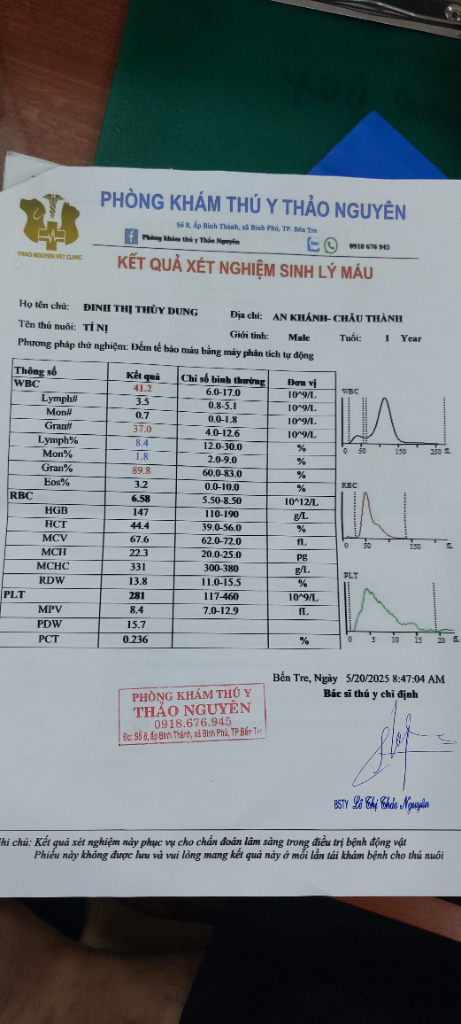 THAO NGUYEN VET CLINIC
PHÒNG KHÁM THÚ Y THẢO NGUYÊN
Số 8, ấp Bình Thành, xã Bình Phú, TP. Bến Tre
Phòng khám thú y Thảo Nguyên 0918 676 945
KẾT QUẢ XÉT NGHIỆM SINH LÝ MÁU
Họ tên chủ: ĐINH THỊ THÙY DUNG Địa chỉ: AN KHÁNH- CHÂU THÀNH
Tên thú nuôi: TÍ NỊ Giới tính: Male Tuổi: 1 Year
Phương pháp thử nghiệm: Đếm tế bào máu bằng máy phân tích tự động
Thông số Kết quả Chỉ số bình thường Đơn vị
WBC 41.2 6.0-17.0 10^9/L
Lymph# 3.5 0.8-5.1 10^9/L
Mon# 0.7 0.0-1.8 10^9/L
Gran# 37.0 4.0-12.6 10^9/L
Lymph% 8.4 12.0-30.0 %
Mon% 1.8 2.0-9.0 %
Gran% 89.8 60.0-83.0 %
Eos% 3.2 0.0-10.0 %
RBC 6.58 5.50-8.50 10^12/L
HGB 147 110-190 g/L
HCT 44.4 39.0-56.0 %
MCV 67.6 62.0-72.0 fL
MCH 22.3 20.0-25.0 pg
MCHC 331 300-380 g/L
RDW 13.8 11.0-15.5 %
PLT 281 117-460 10^9/L
MPV 8.4 7.0-12.9 fL
PDW 15.7
PCT 0.236 %
WBC
0 50 150 250 fL
RBC
0 50 150 fL
PLT
0 5 10 20 fL
Bến Tre, Ngày 5/20/2025 8:47:04 AM
Bác sĩ thú y chỉ định
PHÒNG KHÁM THÚ Y
THẢO NGUYÊN
0918.676.945
Đc: Số 8, ấp Bình Thành, xã Bình Phú, TP Bến Tre
BSTY Lê Thị Thảo Nguyên
hi chú: Kết quả xét nghiệm này phục vụ cho chẩn đoán lâm sàng trong điều trị bệnh động vật
Phiếu này không được lưu và vui lòng mang kết quả này ở mỗi lần tái khám bệnh cho thú nuôi